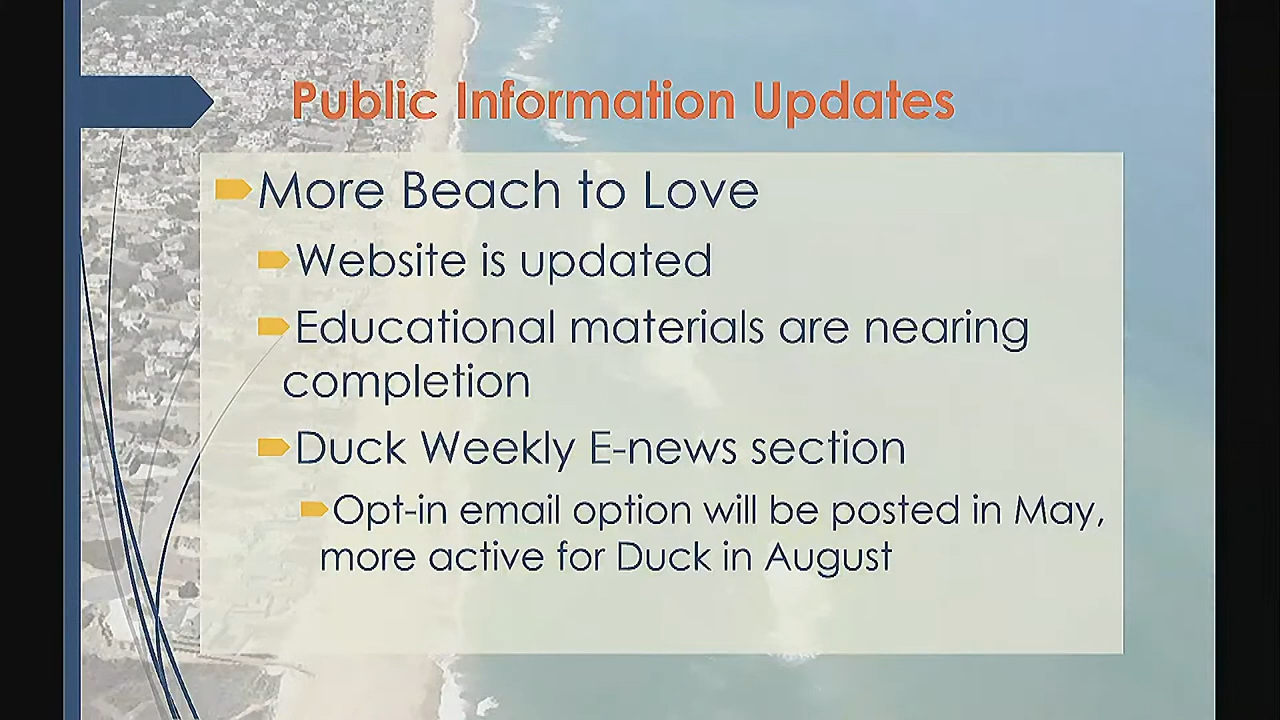 Public Information Updates
More Beach to Love
Website is updated
Educational materials are nearing
completion
Duck Weekly E-news section
Opt-in email option will be posted in May,
more active for Duck in August